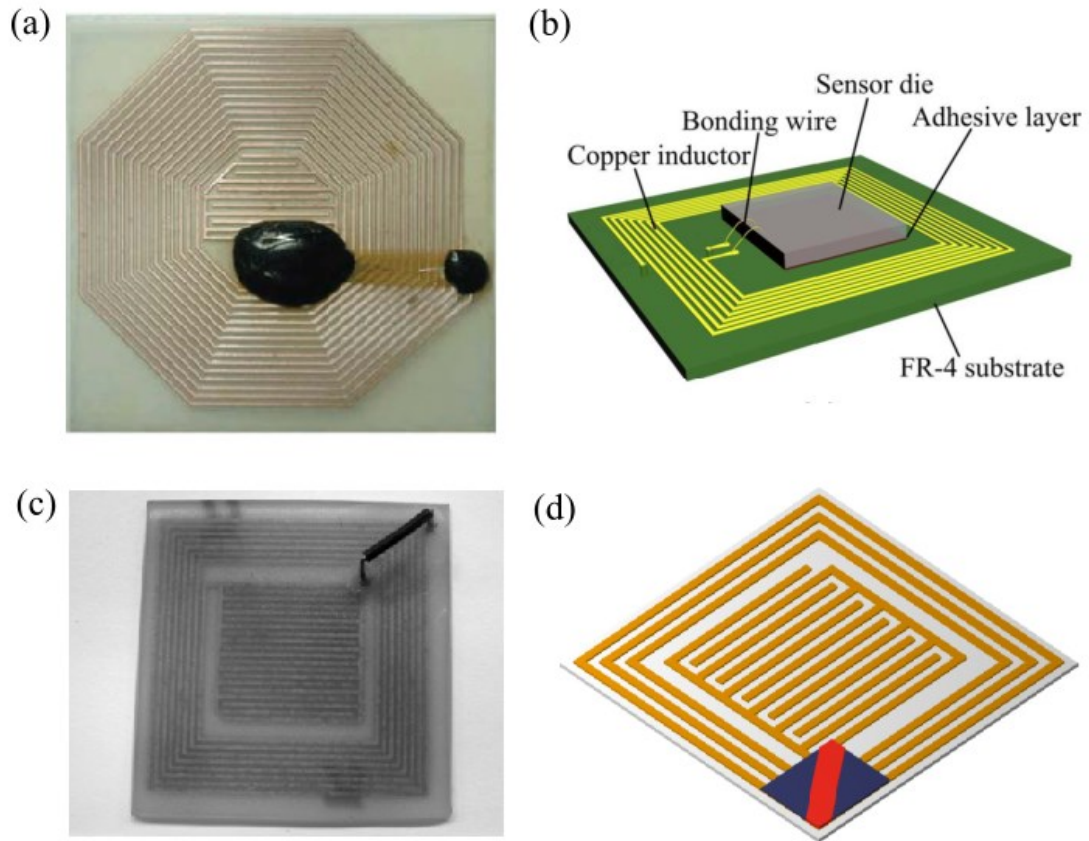 (a)
(b)
Sensor die
Bonding wire
Adhesive layer
Copper inductor
FR-4 substrate
(c)
(d)